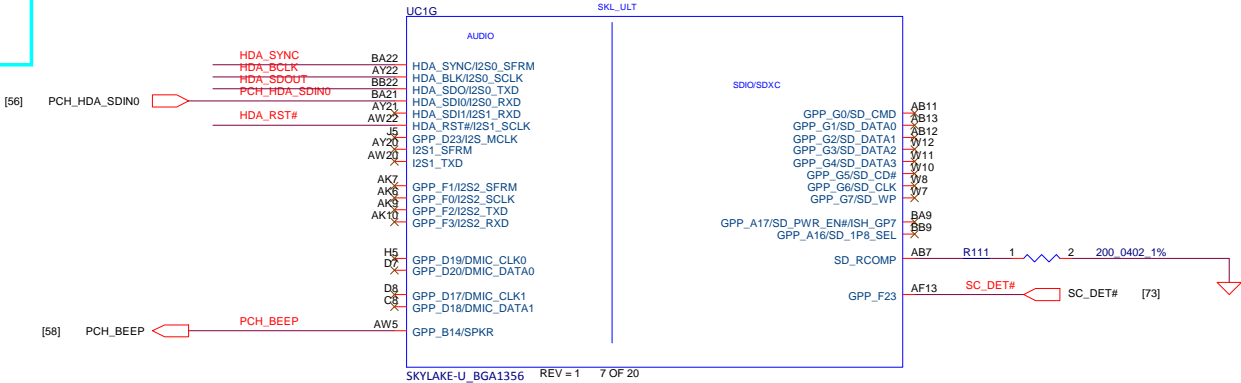 UC1G
SKL_ULT
AUDIO
SDIO/SDXC
HDA_SYNC BA22 HDA_SYNC/I2S0_SFRM
HDA_BCLK AY22 HDA_BLK/I2S0_SCLK
HDA_SDOUT BB22 HDA_SDO/I2S0_TXD
[56] PCH_HDA_SDIN0 PCH_HDA_SDIN0 BA21 HDA_SDI0/I2S0_RXD
AY21 HDA_SDI1/I2S1_RXD
HDA_RST# AW22 HDA_RST#/I2S1_SCLK
J5 GPP_D23/I2S_MCLK
AY20 I2S1_SFRM
AW20 I2S1_TXD
AK7 GPP_F1/I2S2_SFRM
AK6 GPP_F0/I2S2_SCLK
AK9 GPP_F2/I2S2_TXD
AK10 GPP_F3/I2S2_RXD
H5 GPP_D19/DMIC_CLK0
D7 GPP_D20/DMIC_DATA0
D8 GPP_D17/DMIC_CLK1
C8 GPP_D18/DMIC_DATA1
[58] PCH_BEEP PCH_BEEP AW5 GPP_B14/SPKR
GPP_G0/SD_CMD AB11
GPP_G1/SD_DATA0 AB13
GPP_G2/SD_DATA1 AB12
GPP_G3/SD_DATA2 W12
GPP_G4/SD_DATA3 W11
GPP_G5/SD_CD# W10
GPP_G6/SD_CLK W8
GPP_G7/SD_WP W7
GPP_A17/SD_PWR_EN#/ISH_GP7 BA9
GPP_A16/SD_1P8_SEL BB9
SD_RCOMP AB7 R111 1 2 200_0402_1%
GPP_F23 AF13 SC_DET# SC_DET# [73]
SKYLAKE-U_BGA1356 REV = 1 7 OF 20